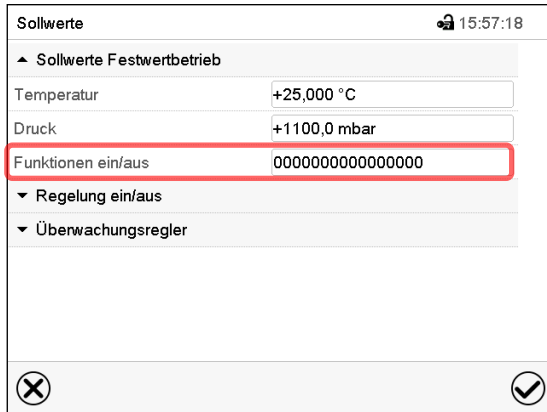 Sollwerte 15:57:18
Sollwerte Festwertbetrieb
Temperatur +25,000 °C
Druck +1100,0 mbar
Funktionen ein/aus 0000000000000000
Regelung ein/aus
Überwachungsregler